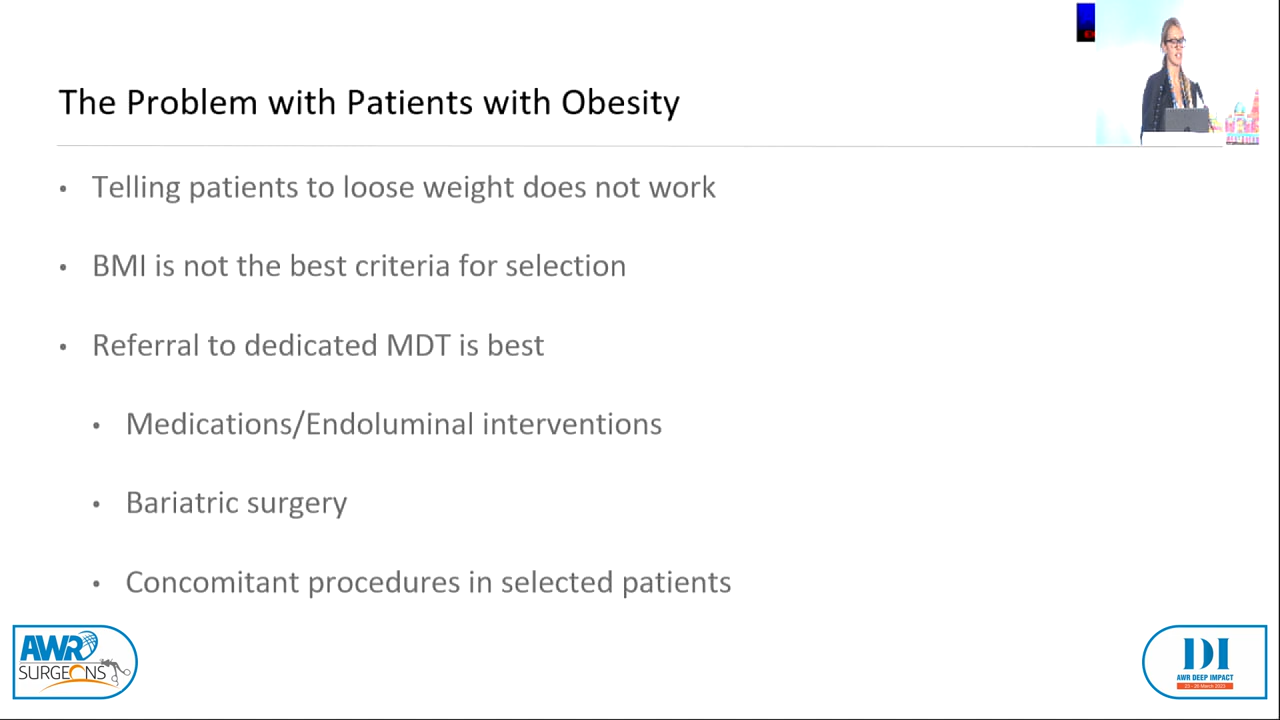 The Problem with Patients with Obesity
• Telling patients to loose weight does not work
• BMI is not the best criteria for selection
• Referral to dedicated MDT is best
• Medications/Endoluminal interventions
• Bariatric surgery
• Concomitant procedures in selected patients
AWR
SURGEONS
DI
AWR DEEP IMPACT
March 2023